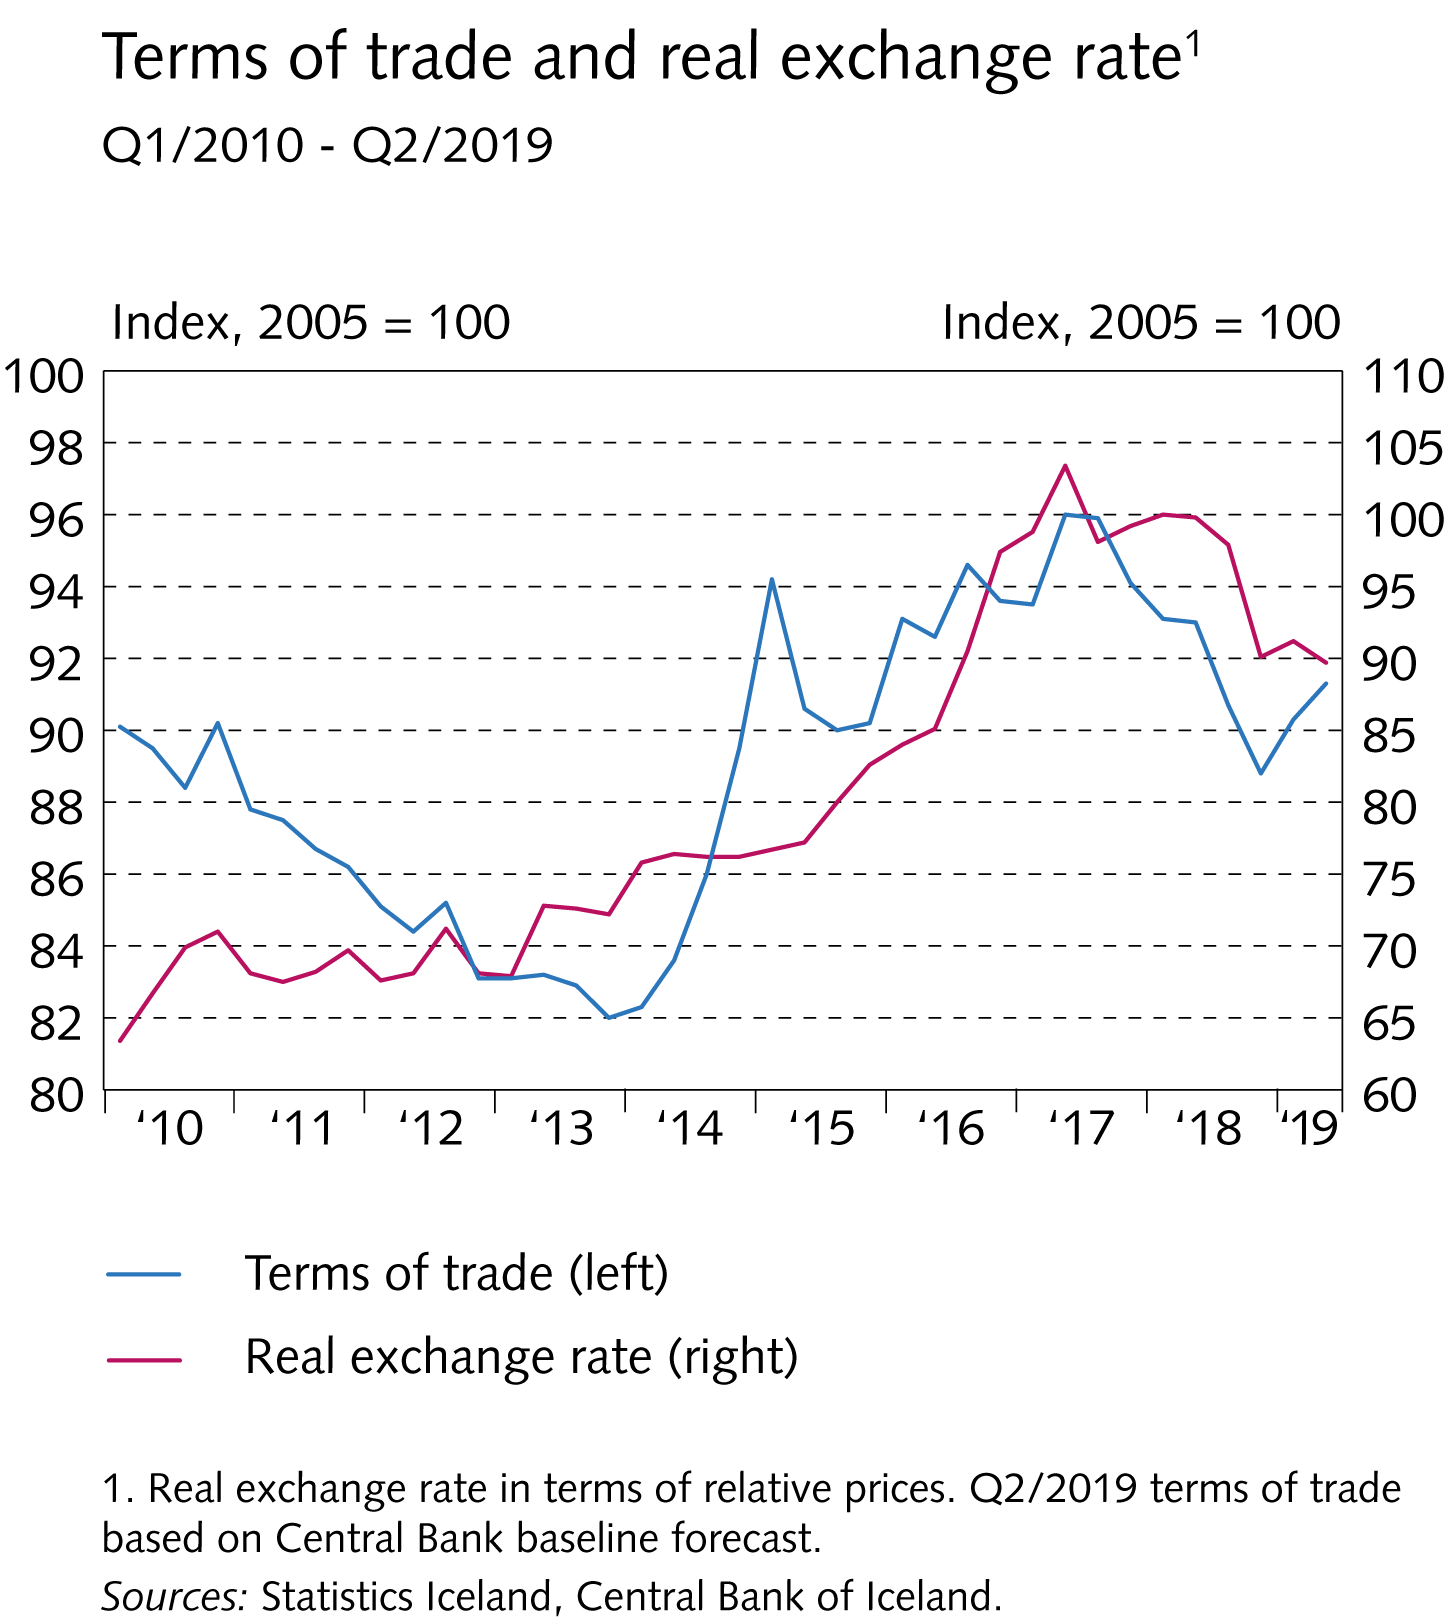 Terms of trade and real exchange rate¹
Q1/2010 - Q2/2019
Index, 2005 = 100 Index, 2005 = 100
100 110
98 105
96 100
94 95
92 90
90 85
88 80
86 75
84 70
82 65
80 60
‘10 ‘11 ‘12 ‘13 ‘14 ‘15 ‘16 ‘17 ‘18 ‘19
Terms of trade (left)
Real exchange rate (right)
1. Real exchange rate in terms of relative prices. Q2/2019 terms of trade
based on Central Bank baseline forecast.
Sources: Statistics Iceland, Central Bank of Iceland.